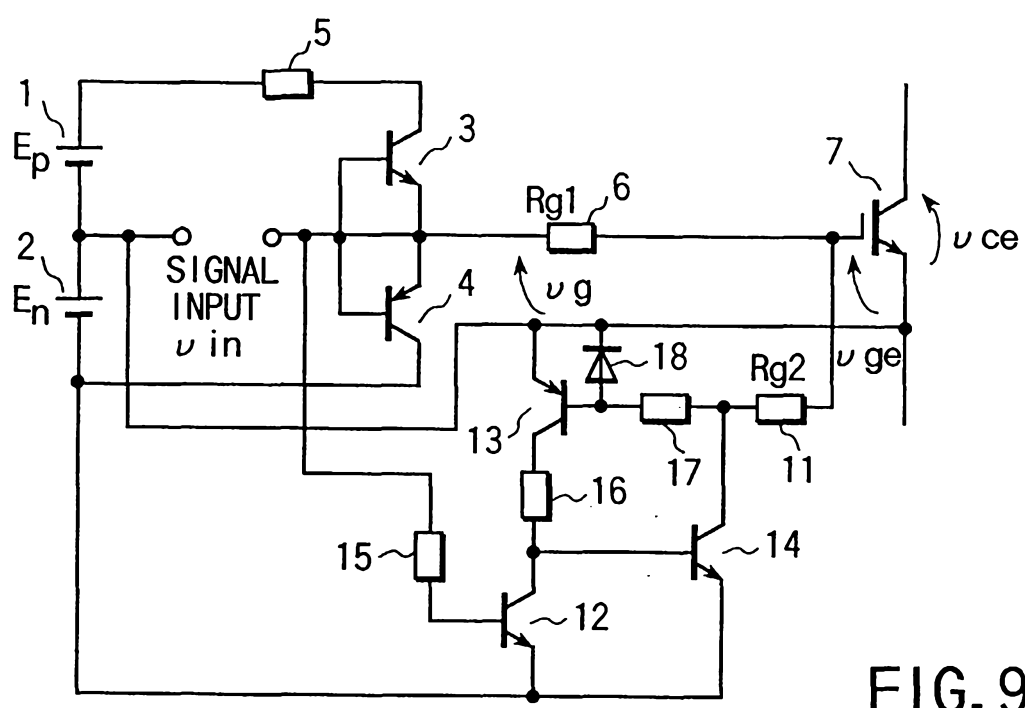 5
1
3
Ep
7
Rg1
6
ν ce
2
SIGNAL
INPUT
ν in
En
4
ν g
18
ν ge
Rg2
13
17
11
16
15
14
12
FIG. 9